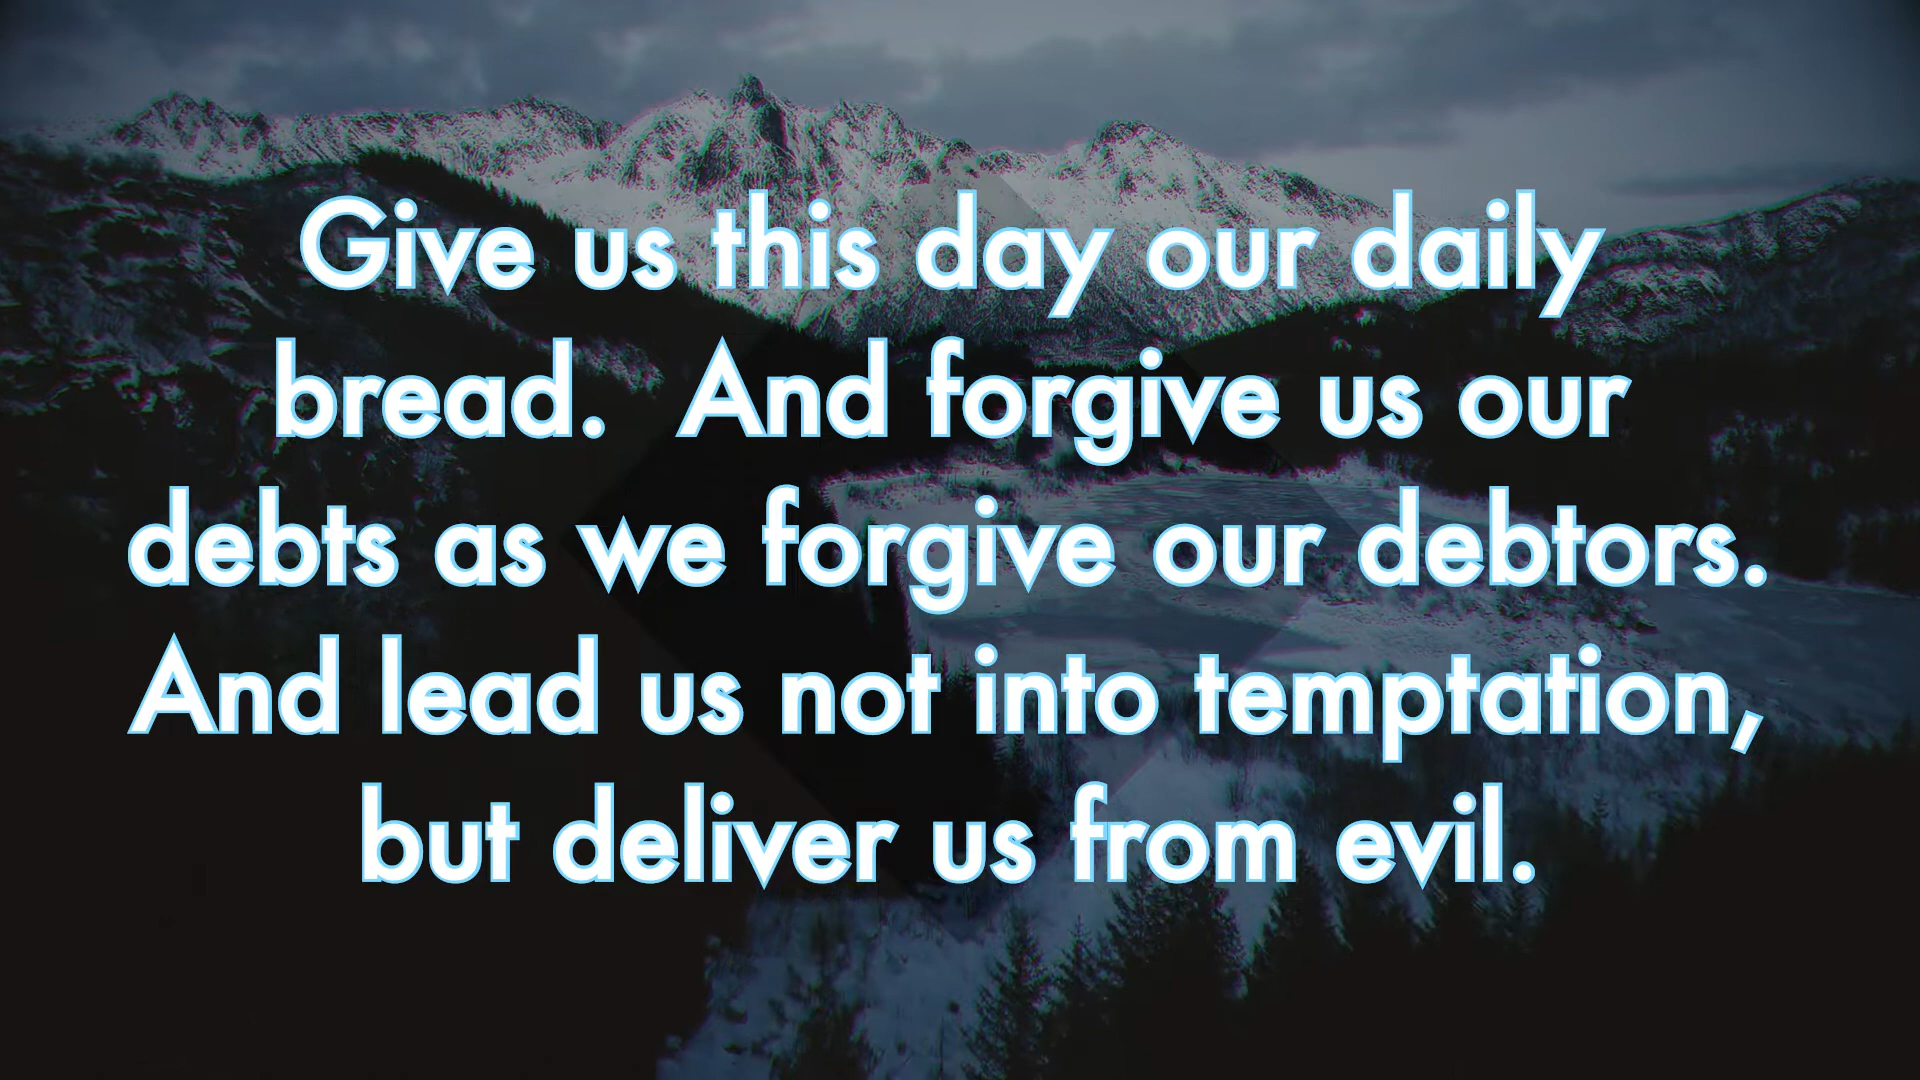 Give us this day our daily
bread.  And forgive us our
debts as we forgive our debtors.
And lead us not into temptation,
but deliver us from evil.